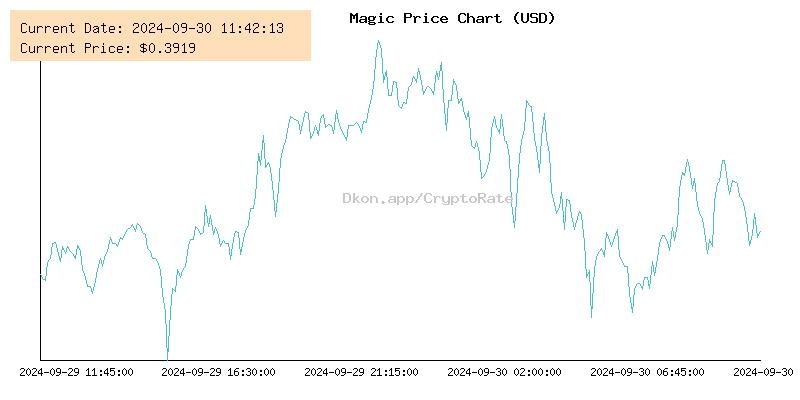 Magic Price Chart (USD)
Current Date: 2024-09-30 11:42:13
Current Price: $0.3919
Dkon.app/CryptoRate
2024-09-29 11:45:00 2024-09-29 16:30:00 2024-09-29 21:15:00 2024-09-30 02:00:00 2024-09-30 06:45:00 2024-09-30